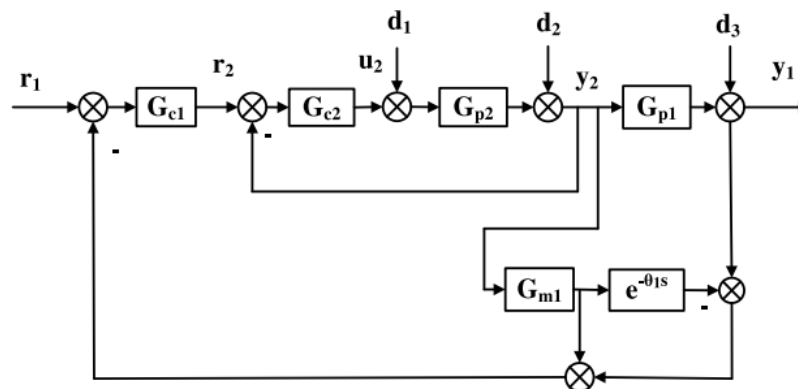 d₁ d₂ d₃
r₁ r₂ u₂ y₂ y₁
G_c1 G_c2 G_p2 G_p1
- -
G_m1 e^-θ₁s
-